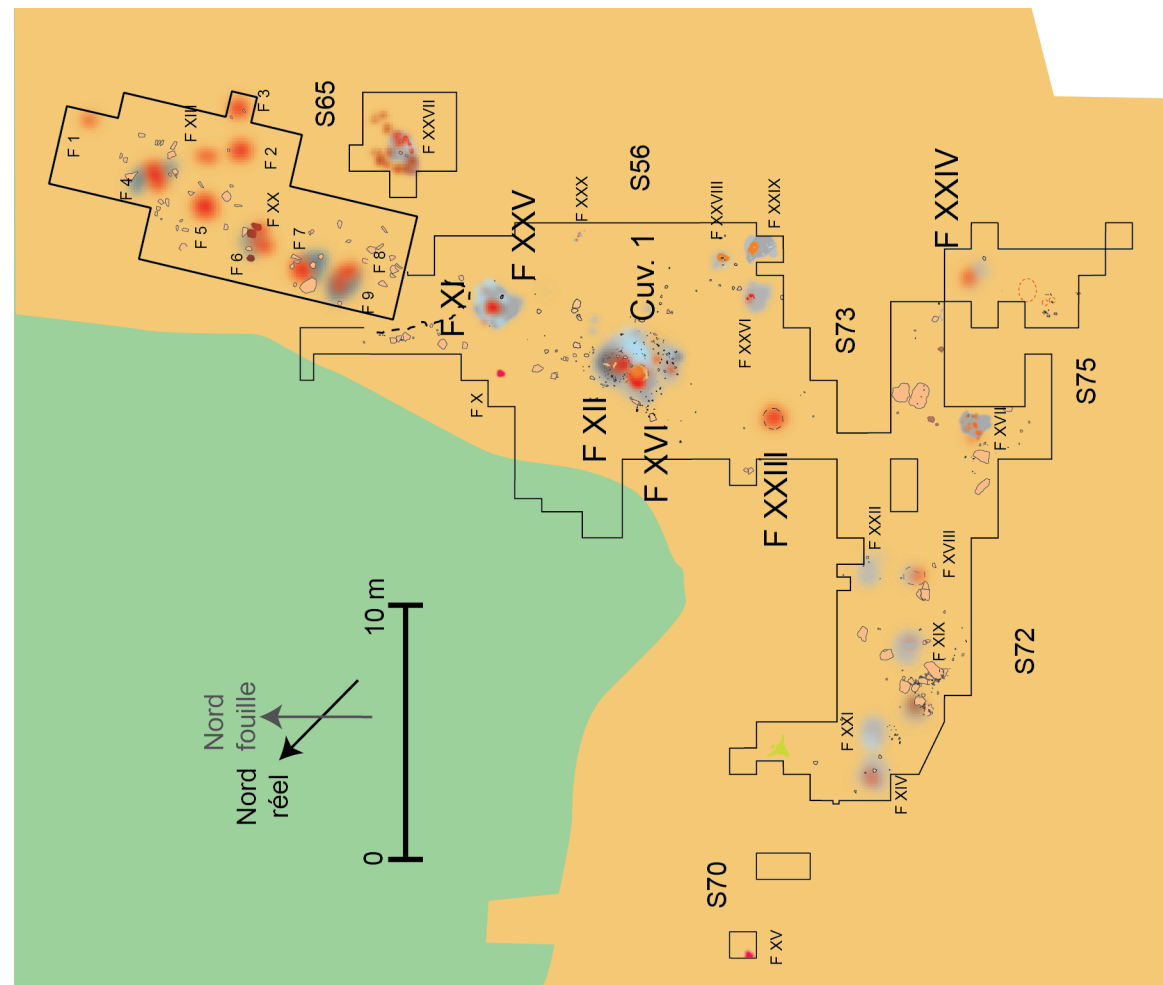 F 1
F 4
F XIII
F 3
F 2
S65
F XXVII
F 5
F XX
F 6
F 7
F 8
F 9
F XI
F XXV
F XXX
S56
F XXVIII
F XXIX
F X
Cuv. 1
F XII
F XVI
F XXVI
F XXIII
S73
F XXIV
S75
F XVII
F XXII
F XVIII
F XIX
S72
F XXI
F XIV
S70
F XV
Nord
fouille
Nord
réel
0
10 m